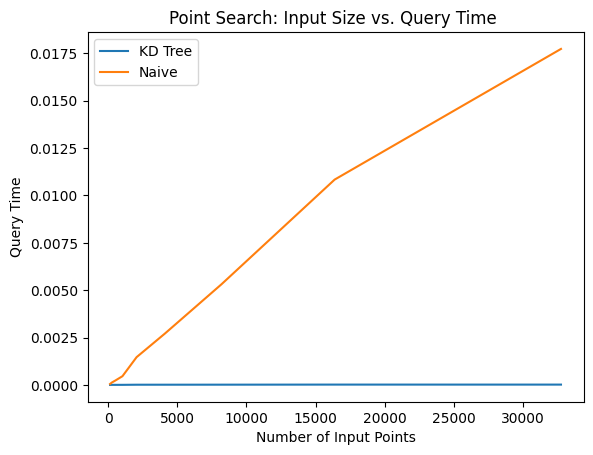 Point Search: Input Size vs. Query Time
KD Tree
Naive
0.0175
0.0150
0.0125
0.0100
0.0075
0.0050
0.0025
0.0000
Query Time
0 5000 10000 15000 20000 25000 30000
Number of Input Points